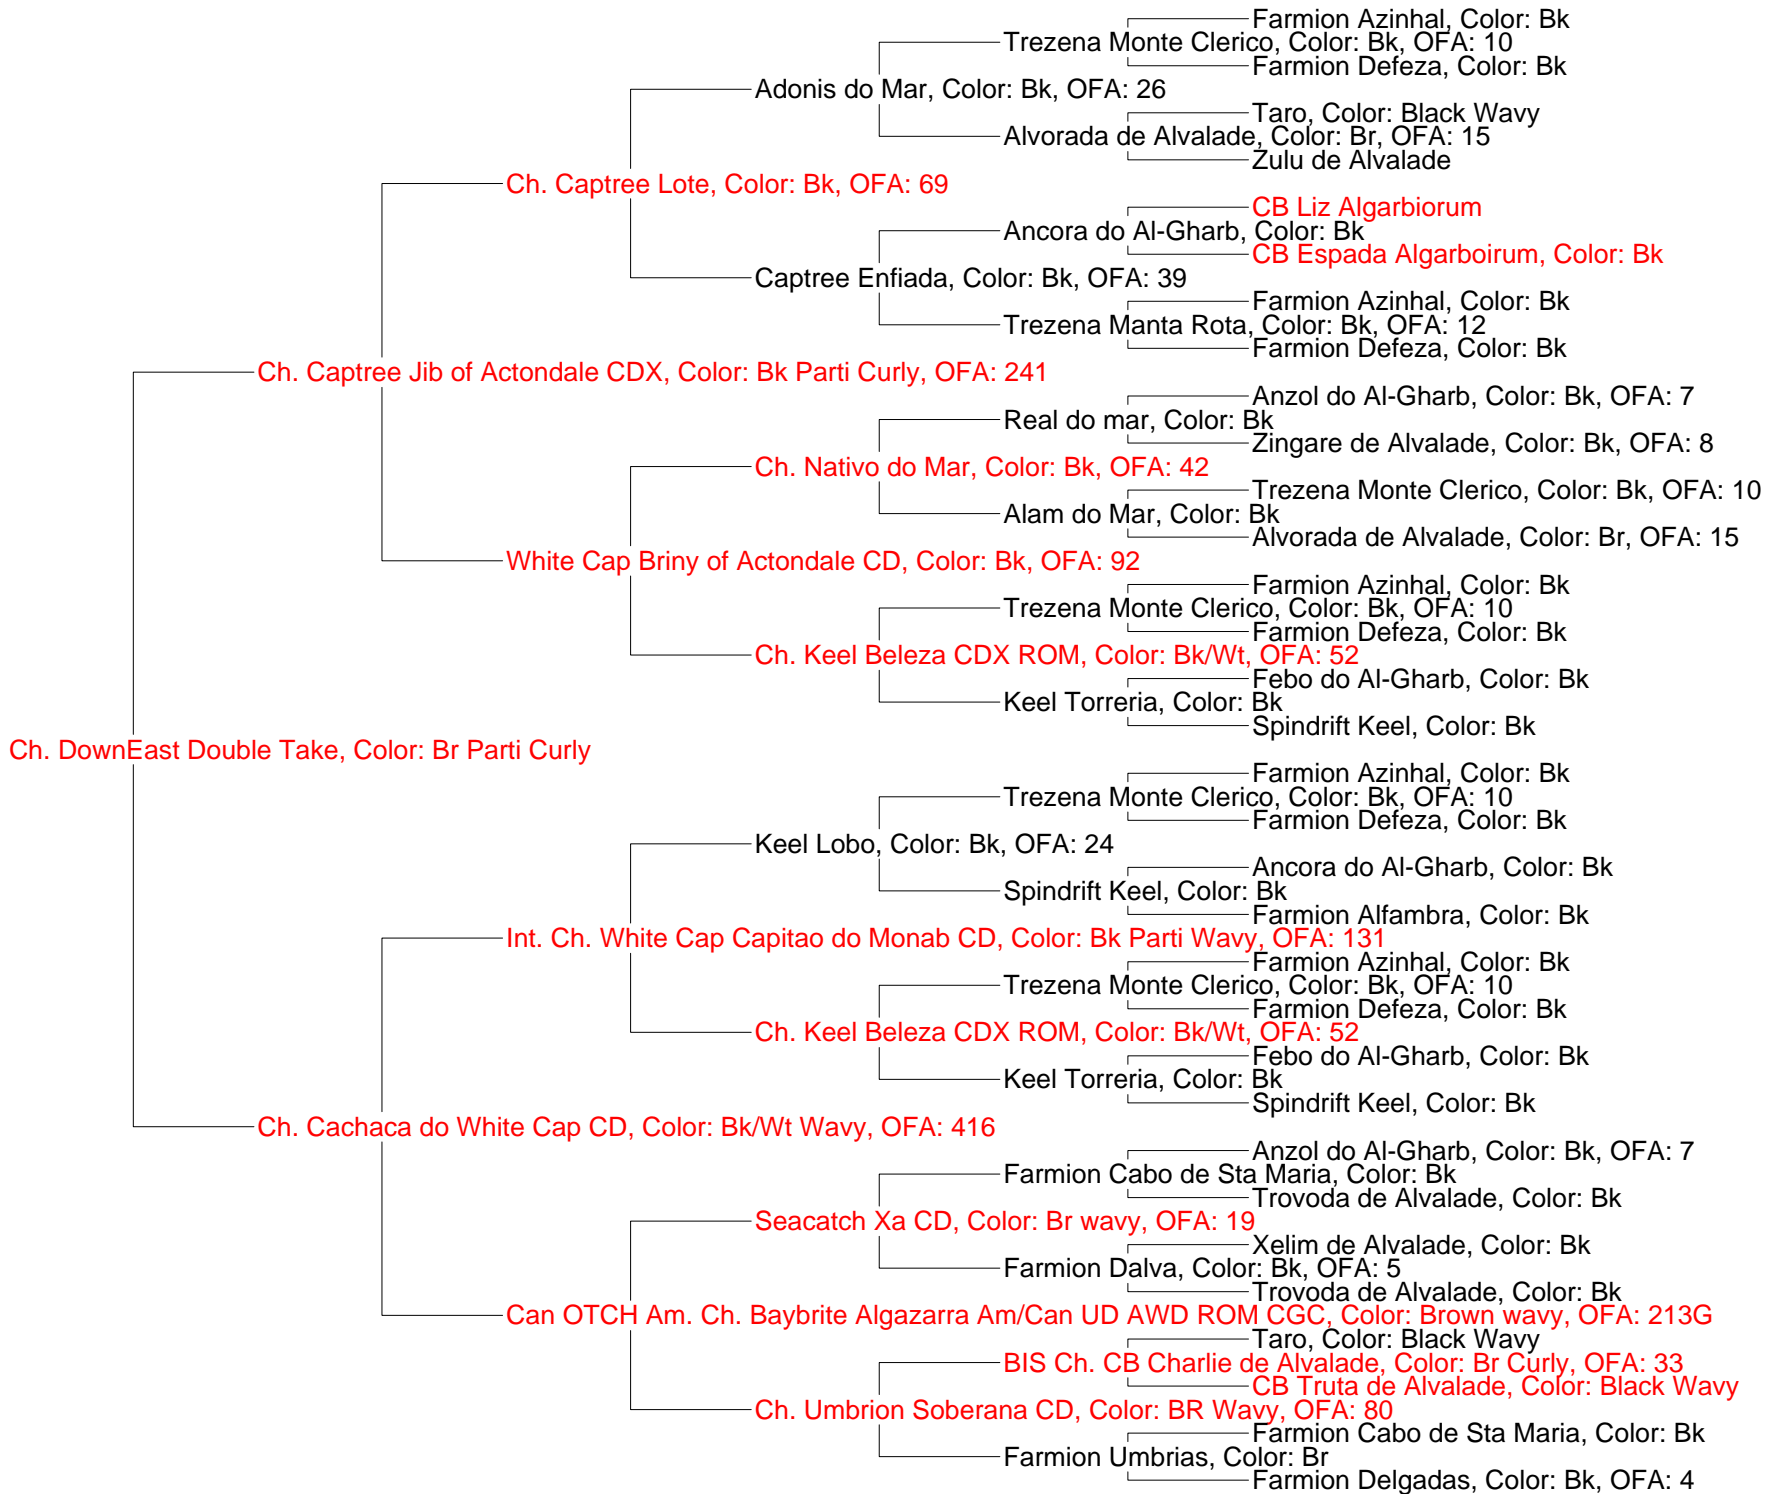 Farmion Azinhal, Color: Bk
Trezena Monte Clerico, Color: Bk, OFA: 10
Farmion Defeza, Color: Bk
Adonis do Mar, Color: Bk, OFA: 26
Taro, Color: Black Wavy
Alvorada de Alvalade, Color: Br, OFA: 15
Zulu de Alvalade
Ch. Captree Lote, Color: Bk, OFA: 69
CB Liz Algarbiorum
Ancora do Al-Gharb, Color: Bk
CB Espada Algarboirum, Color: Bk
Captree Enfiada, Color: Bk, OFA: 39
Farmion Azinhal, Color: Bk
Trezena Manta Rota, Color: Bk, OFA: 12
Farmion Defeza, Color: Bk
Ch. Captree Jib of Actondale CDX, Color: Bk Parti Curly, OFA: 241
Anzol do Al-Gharb, Color: Bk, OFA: 7
Real do mar, Color: Bk
Zingare de Alvalade, Color: Bk, OFA: 8
Ch. Nativo do Mar, Color: Bk, OFA: 42
Trezena Monte Clerico, Color: Bk, OFA: 10
Alam do Mar, Color: Bk
Alvorada de Alvalade, Color: Br, OFA: 15
White Cap Briny of Actondale CD, Color: Bk, OFA: 92
Farmion Azinhal, Color: Bk
Trezena Monte Clerico, Color: Bk, OFA: 10
Farmion Defeza, Color: Bk
Ch. Keel Beleza CDX ROM, Color: Bk/Wt, OFA: 52
Febo do Al-Gharb, Color: Bk
Keel Torreria, Color: Bk
Spindrift Keel, Color: Bk
Ch. DownEast Double Take, Color: Br Parti Curly
Farmion Azinhal, Color: Bk
Trezena Monte Clerico, Color: Bk, OFA: 10
Farmion Defeza, Color: Bk
Keel Lobo, Color: Bk, OFA: 24
Ancora do Al-Gharb, Color: Bk
Spindrift Keel, Color: Bk
Farmion Alfambra, Color: Bk
Int. Ch. White Cap Capitao do Monab CD, Color: Bk Parti Wavy, OFA: 131
Farmion Azinhal, Color: Bk
Trezena Monte Clerico, Color: Bk, OFA: 10
Farmion Defeza, Color: Bk
Ch. Keel Beleza CDX ROM, Color: Bk/Wt, OFA: 52
Febo do Al-Gharb, Color: Bk
Keel Torreria, Color: Bk
Spindrift Keel, Color: Bk
Ch. Cachaca do White Cap CD, Color: Bk/Wt Wavy, OFA: 416
Anzol do Al-Gharb, Color: Bk, OFA: 7
Farmion Cabo de Sta Maria, Color: Bk
Trovoda de Alvalade, Color: Bk
Seacatch Xa CD, Color: Br wavy, OFA: 19
Xelim de Alvalade, Color: Bk
Farmion Dalva, Color: Bk, OFA: 5
Trovoda de Alvalade, Color: Bk
Can OTCH Am. Ch. Baybrite Algazarra Am/Can UD AWD ROM CGC, Color: Brown wavy, OFA: 213G
Taro, Color: Black Wavy
BIS Ch. CB Charlie de Alvalade, Color: Br Curly, OFA: 33
CB Truta de Alvalade, Color: Black Wavy
Ch. Umbrion Soberana CD, Color: BR Wavy, OFA: 80
Farmion Cabo de Sta Maria, Color: Bk
Farmion Umbrias, Color: Br
Farmion Delgadas, Color: Bk, OFA: 4